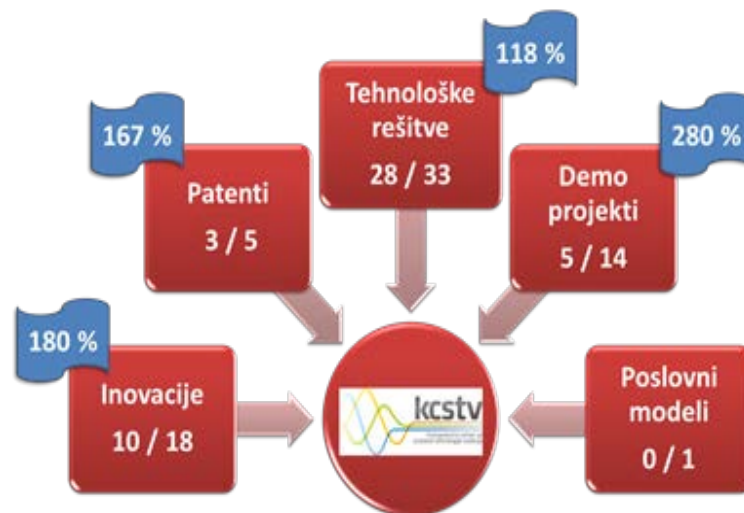 118 %
Tehnološke
rešitve
28 / 33
167 %
Patenti
3 / 5
280 %
Demo
projekti
5 / 14
180 %
Inovacije
10 / 18
kcstv
Poslovni
modeli
0 / 1